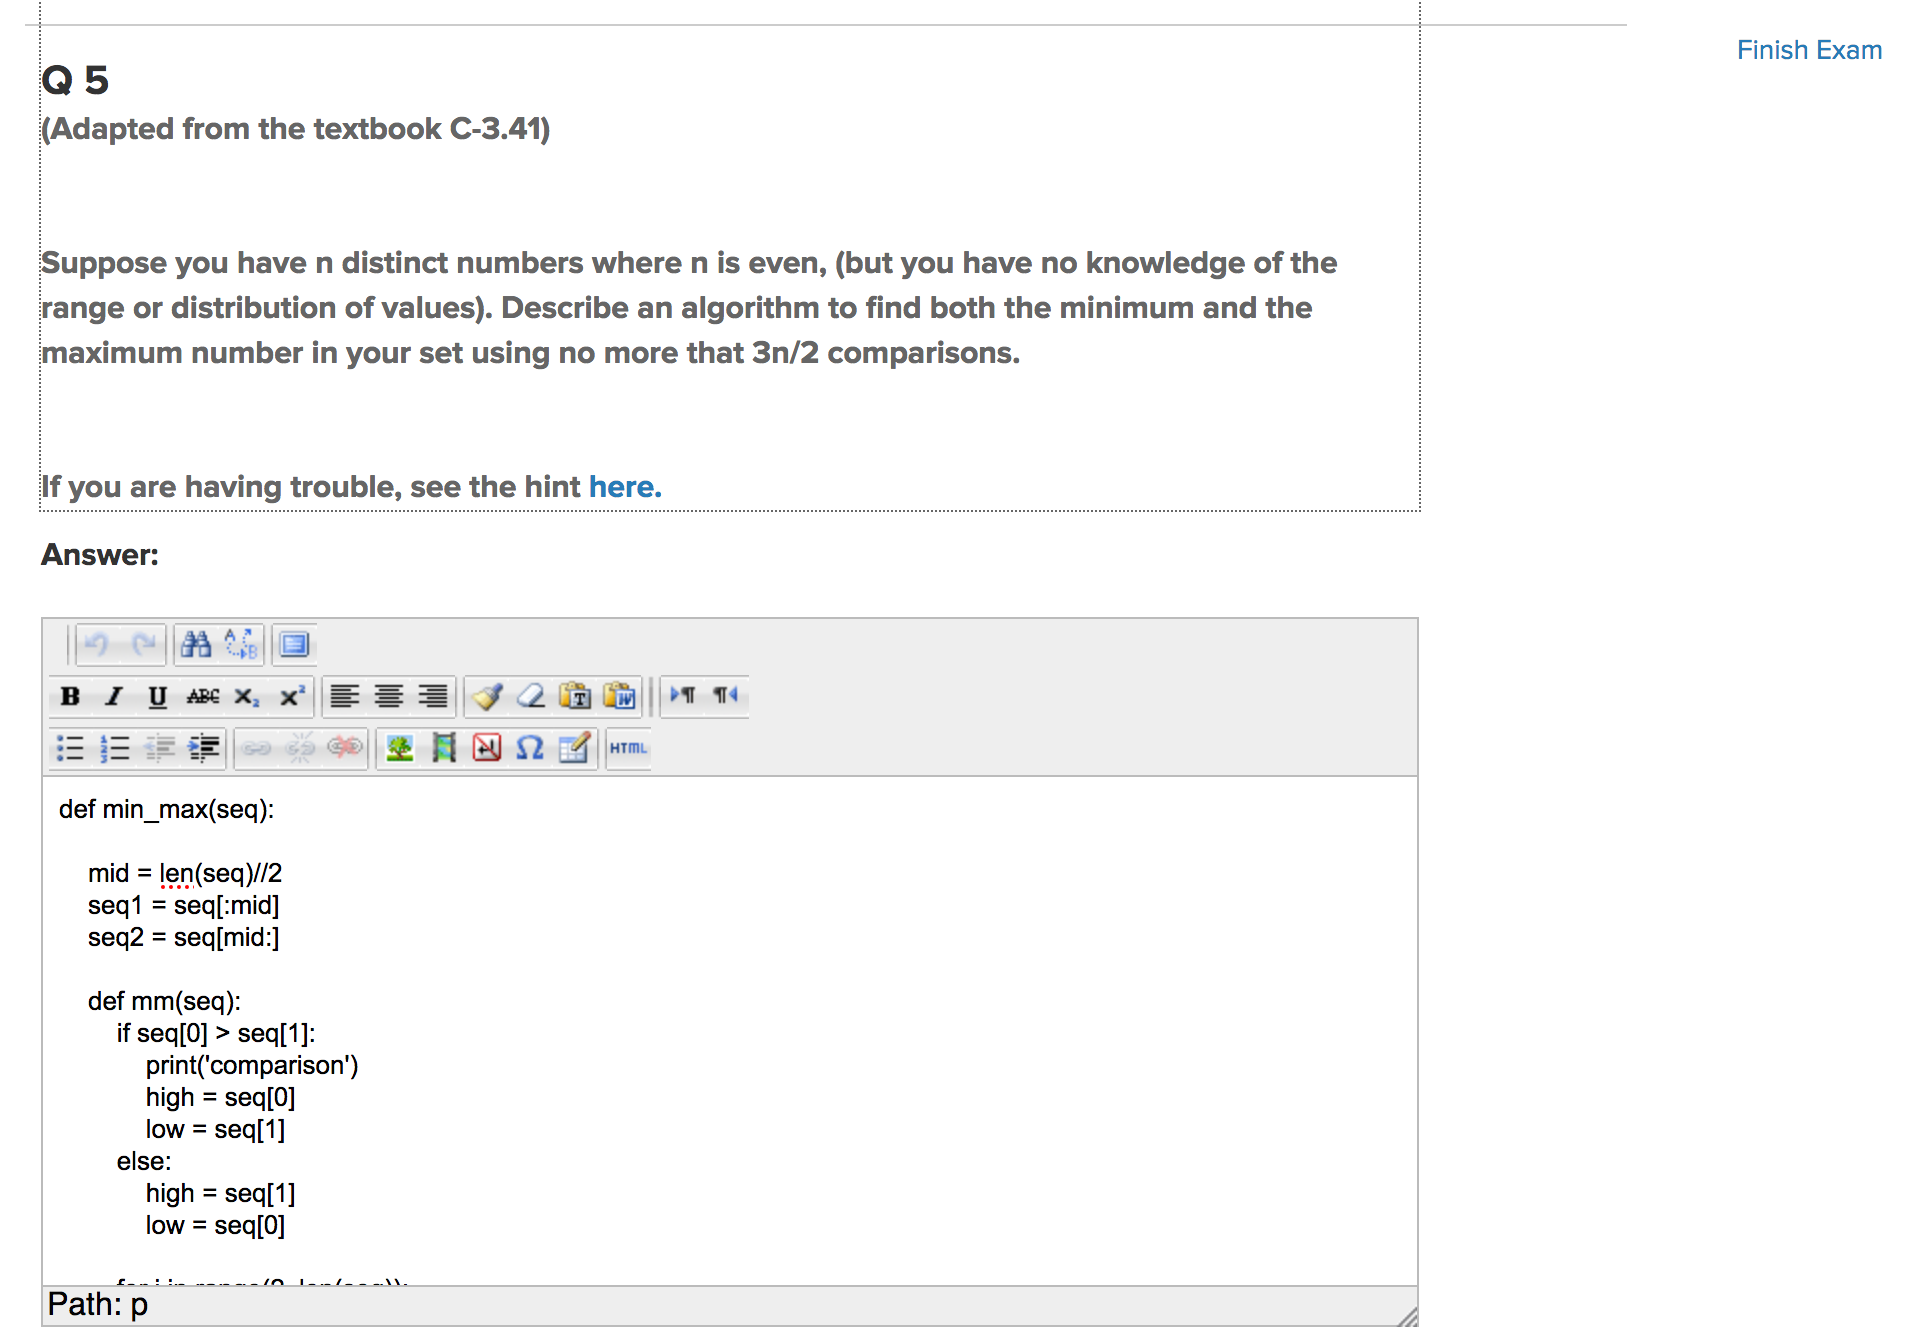 Finish Exam
Q 5
(Adapted from the textbook C-3.41)
Suppose you have n distinct numbers where n is even, (but you have no knowledge of the
range or distribution of values). Describe an algorithm to find both the minimum and the
maximum number in your set using no more that 3n/2 comparisons.
If you are having trouble, see the hint here.
Answer:
B I U ABC x₂ x²
HTML
def min_max(seq):
mid = len(seq)//2
seq1 = seq[:mid]
seq2 = seq[mid:]
def mm(seq):
if seq[0] > seq[1]:
print('comparison')
high = seq[0]
low = seq[1]
else:
high = seq[1]
low = seq[0]
Path: p